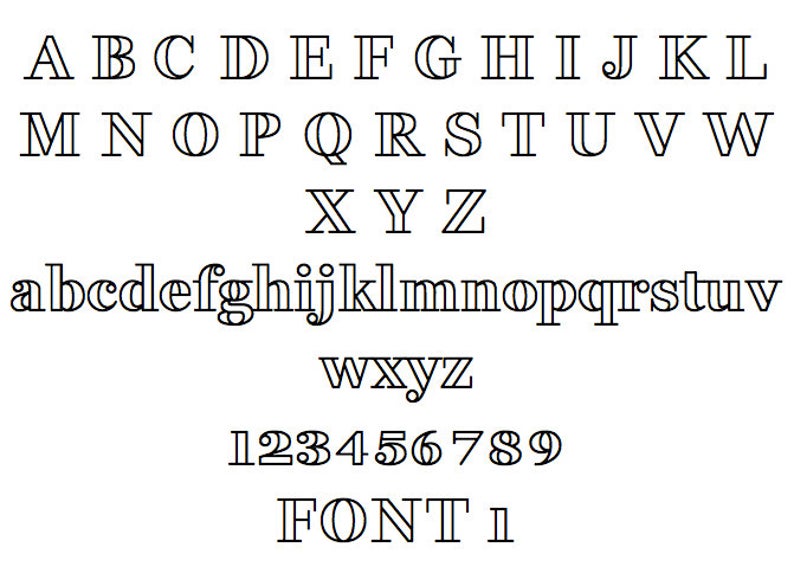 A B C D E F G H I J K L
M N O P Q R S T U V W
X Y Z
abcdefghijklmnopqrstuv
wxyz
123456789
FONT 1